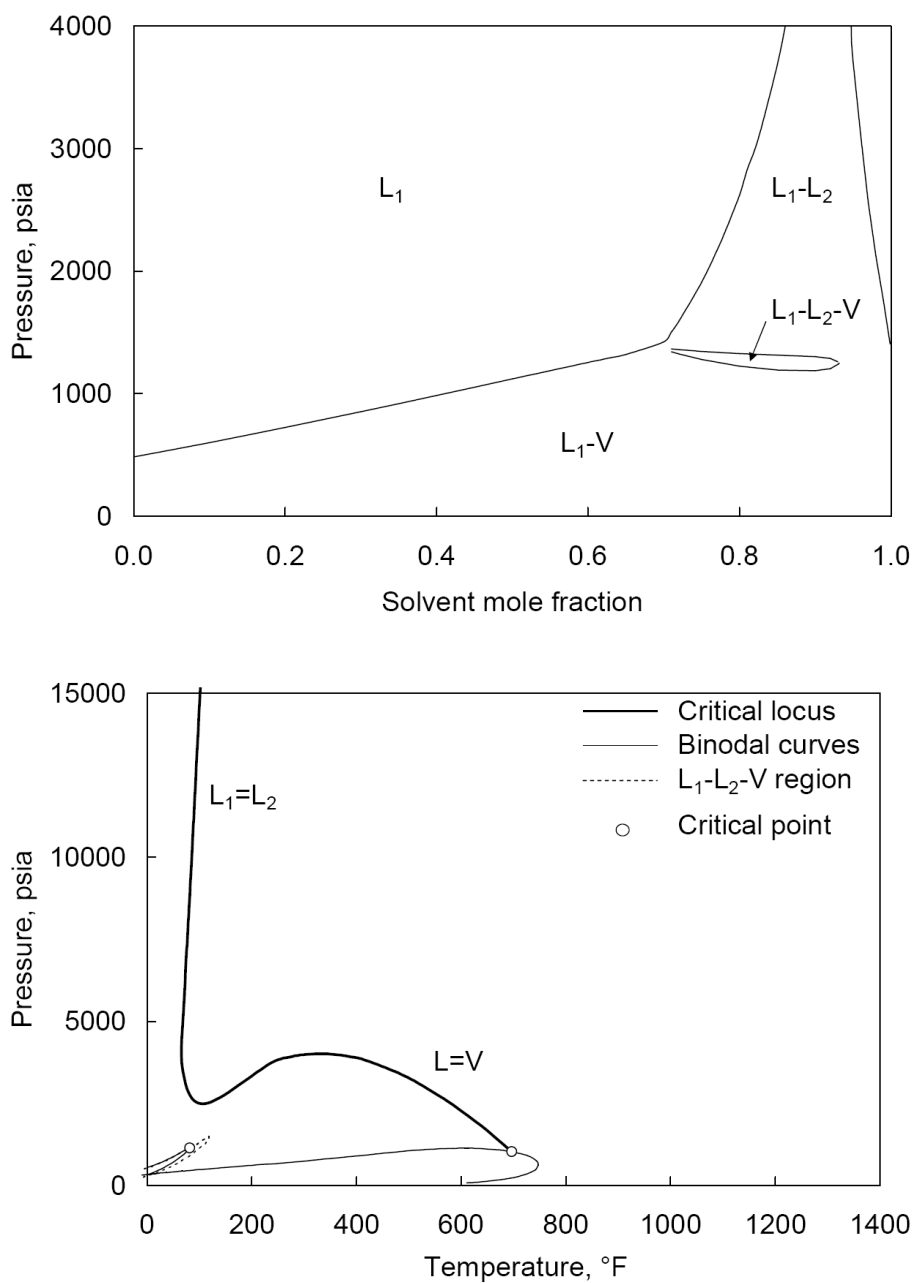 4000
3000
2000
1000
0
Pressure, psia
L₁
L₁-L₂
L₁-L₂-V
L₁-V
0.0 0.2 0.4 0.6 0.8 1.0
Solvent mole fraction
15000
10000
5000
0
Pressure, psia
Critical locus
Binodal curves
L₁-L₂-V region
Critical point
L₁=L₂
L=V
0 200 400 600 800 1000 1200 1400
Temperature, °F